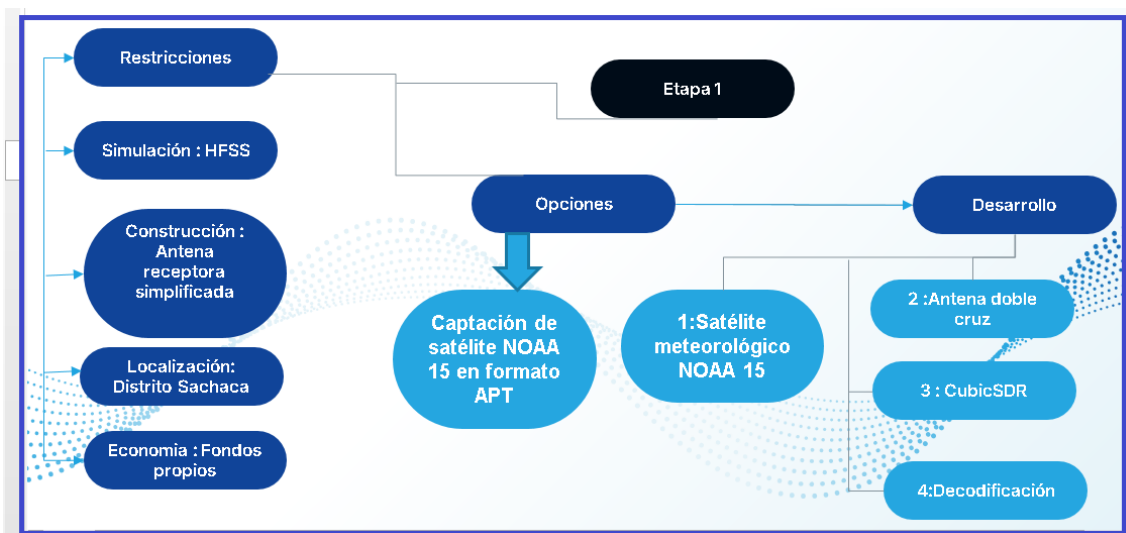 Restricciones
Etapa 1
Simulación : HFSS
Opciones
Desarrollo
Construcción :
Antena
receptora
simplificada
Captación de
satélite NOAA
15 en formato
APT
1:Satélite
meteorológico
NOAA 15
2 :Antena doble
cruz
Localización:
Distrito Sachaca
3 : CubicSDR
Economia : Fondos
propios
4:Decodificación